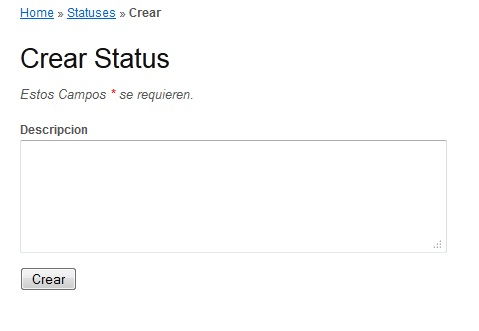 Home » Statuses » Crear
Crear Status
Estos Campos * se requieren.
Descripcion
Crear